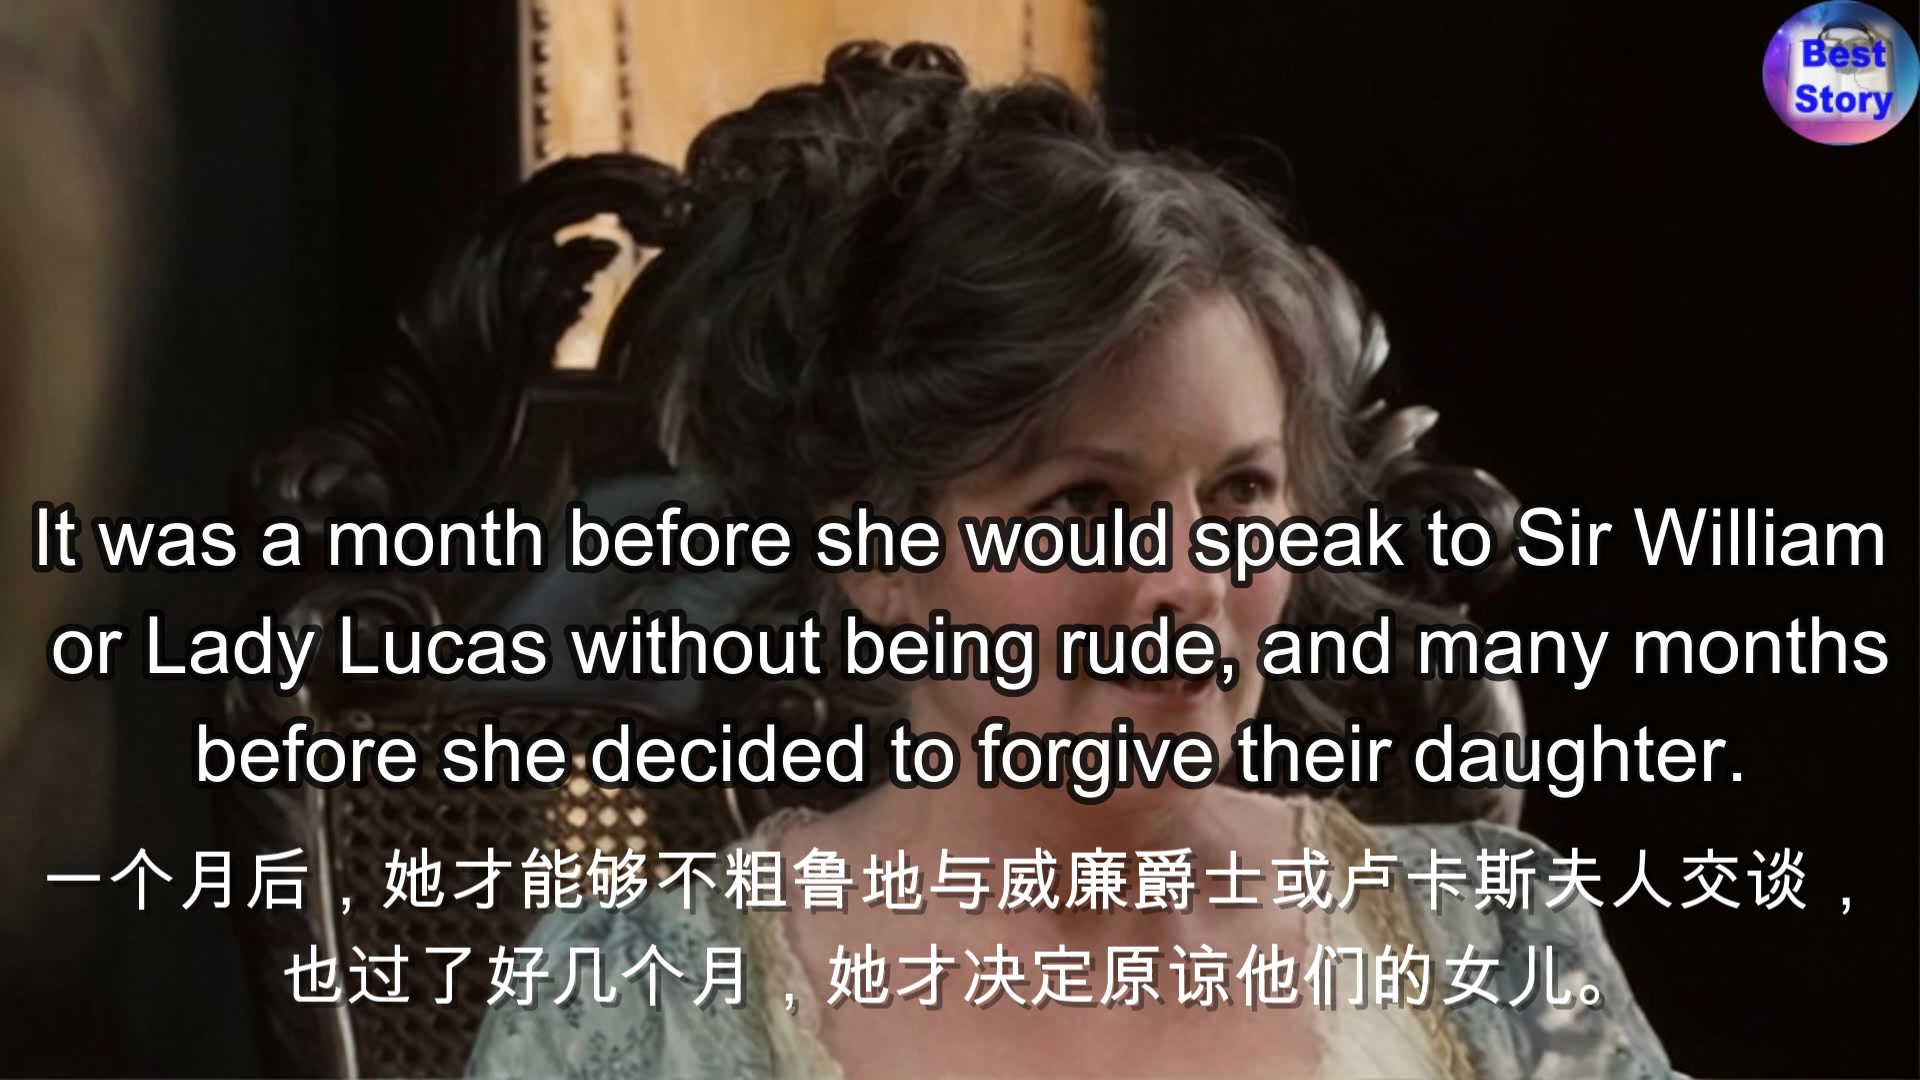 Best
Story
It was a month before she would speak to Sir William
or Lady Lucas without being rude, and many months
before she decided to forgive their daughter.
一个月后，她才能够不粗鲁地与威廉爵士或卢卡斯夫人交谈，
也过了好几个月，她才决定原谅他们的女儿。